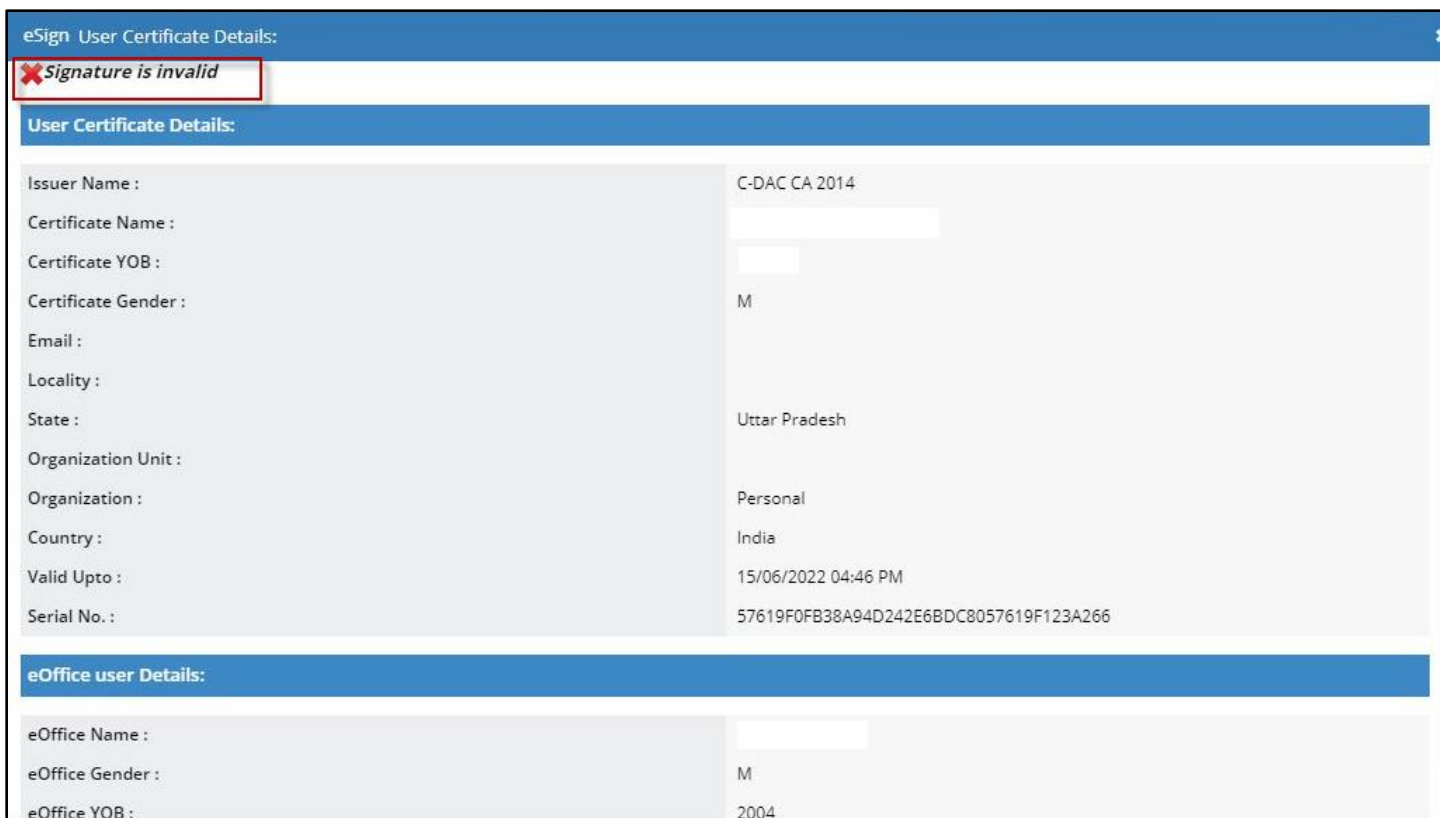 eSign User Certificate Details:
Signature is invalid
User Certificate Details:
Issuer Name : C-DAC CA 2014
Certificate Name :
Certificate YOB :
Certificate Gender : M
Email :
Locality :
State : Uttar Pradesh
Organization Unit :
Organization : Personal
Country : India
Valid Upto : 15/06/2022 04:46 PM
Serial No. : 57619F0FB38A94D242E6BDC8057619F123A266
eOffice user Details:
eOffice Name :
eOffice Gender : M
eOffice YOB : 2004